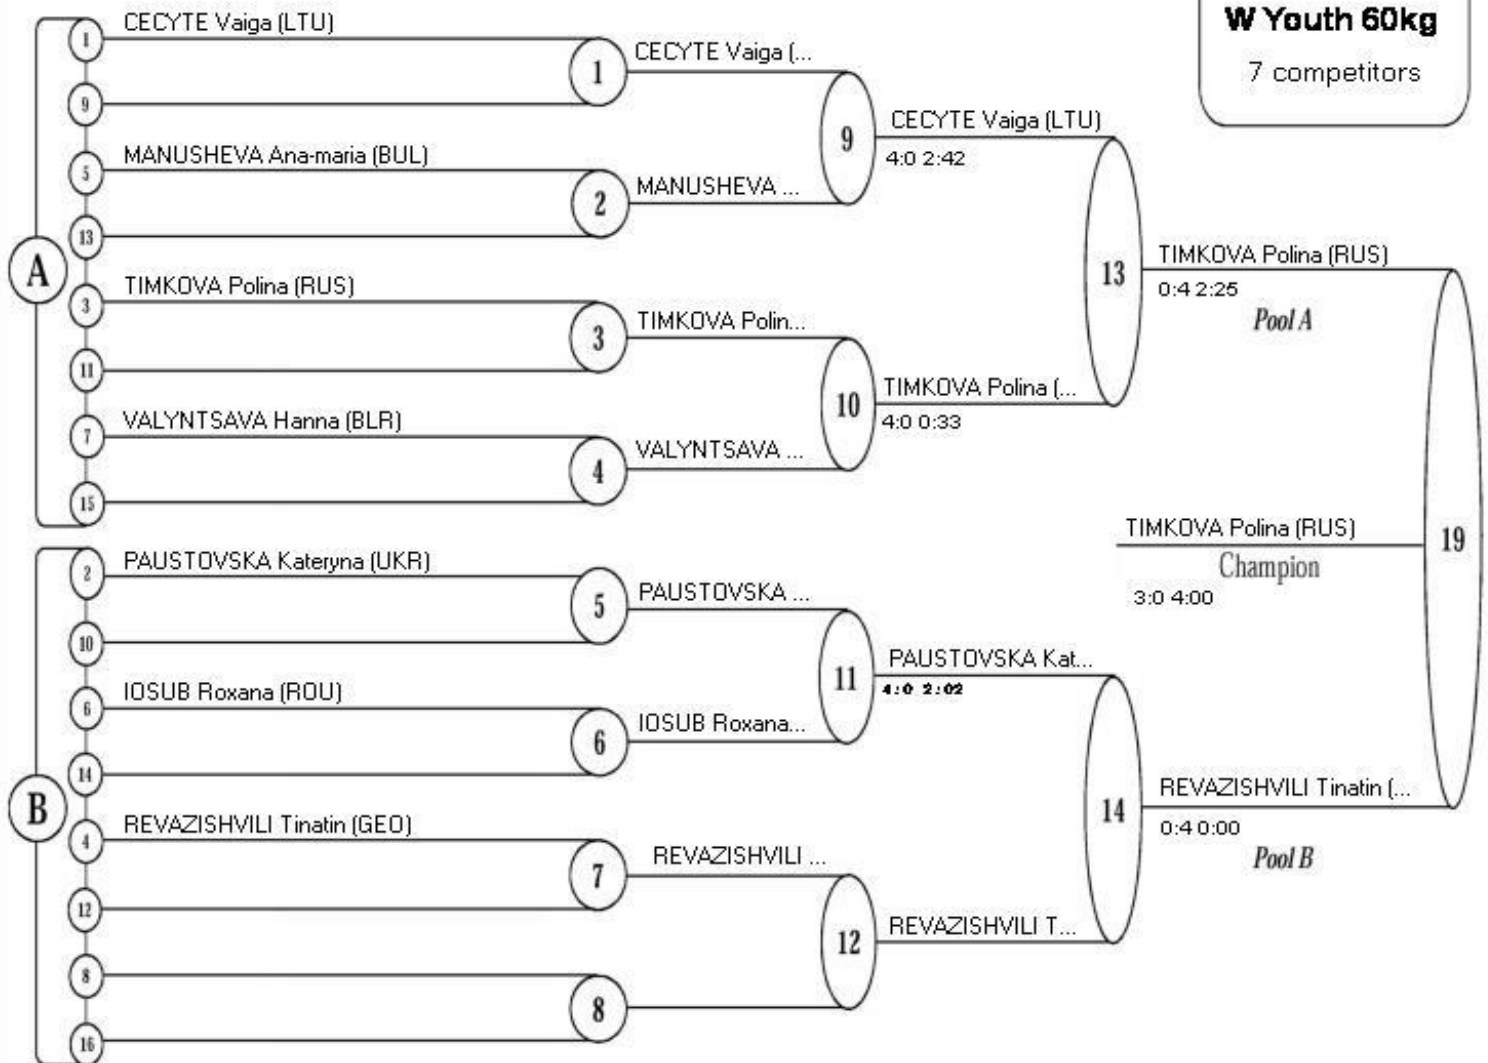 W Youth 60kg
7 competitors
A
1
CECYTE Vaiga (LTU)
9
5
MANUSHEVA Ana-maria (BUL)
13
3
TIMKOVA Polina (RUS)
11
7
VALYNTSAVA Hanna (BLR)
15
B
2
PAUSTOVSKA Kateryna (UKR)
10
6
IOSUB Roxana (ROU)
14
4
REVAZISHVILI Tinatin (GEO)
12
8
16
1
CECYTE Vaiga (...
2
MANUSHEVA ...
3
TIMKOVA Polin...
4
VALYNTSAVA ...
5
PAUSTOVSKA ...
6
IOSUB Roxana...
7
REVAZISHVILI ...
8
9
CECYTE Vaiga (LTU)
4:0 2:42
10
TIMKOVA Polina (...
4:0 0:33
11
PAUSTOVSKA Kat...
4:0 2:02
12
REVAZISHVILI T...
13
TIMKOVA Polina (RUS)
0:4 2:25
Pool A
14
REVAZISHVILI Tinatin (...
0:4 0:00
Pool B
19
TIMKOVA Polina (RUS)
Champion
3:0 4:00